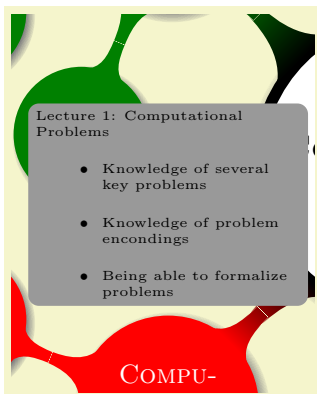 Lecture 1: Computational
Problems
• Knowledge of several
key problems
• Knowledge of problem
encondings
• Being able to formalize
problems
COMPU-